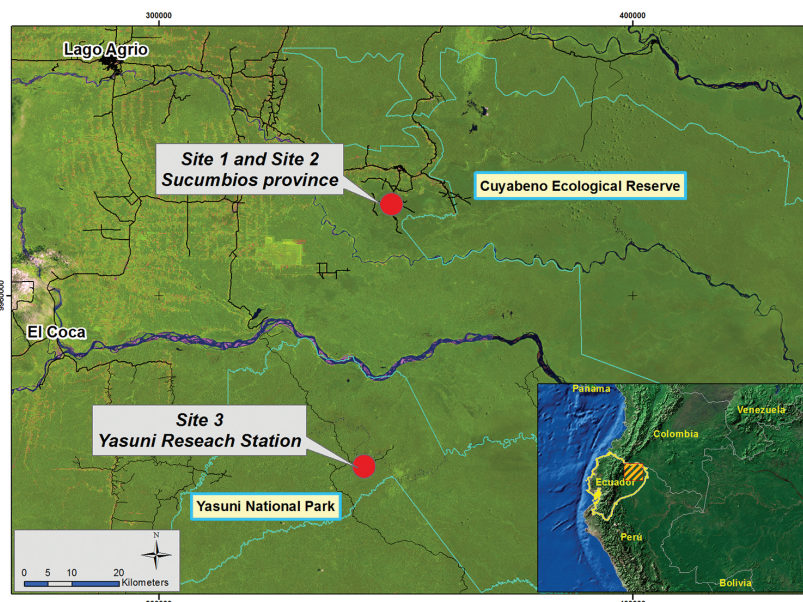 300000
400000
Lago Agrio
Site 1 and Site 2
Sucumbios province
Cuyabeno Ecological Reserve
9960000
El Coca
Site 3
Yasuni Reseach Station
Yasuni National Park
Panama
Venezuela
Colombia
Ecuador
Perú
Bolivia
N
0 5 10 20
Kilometers